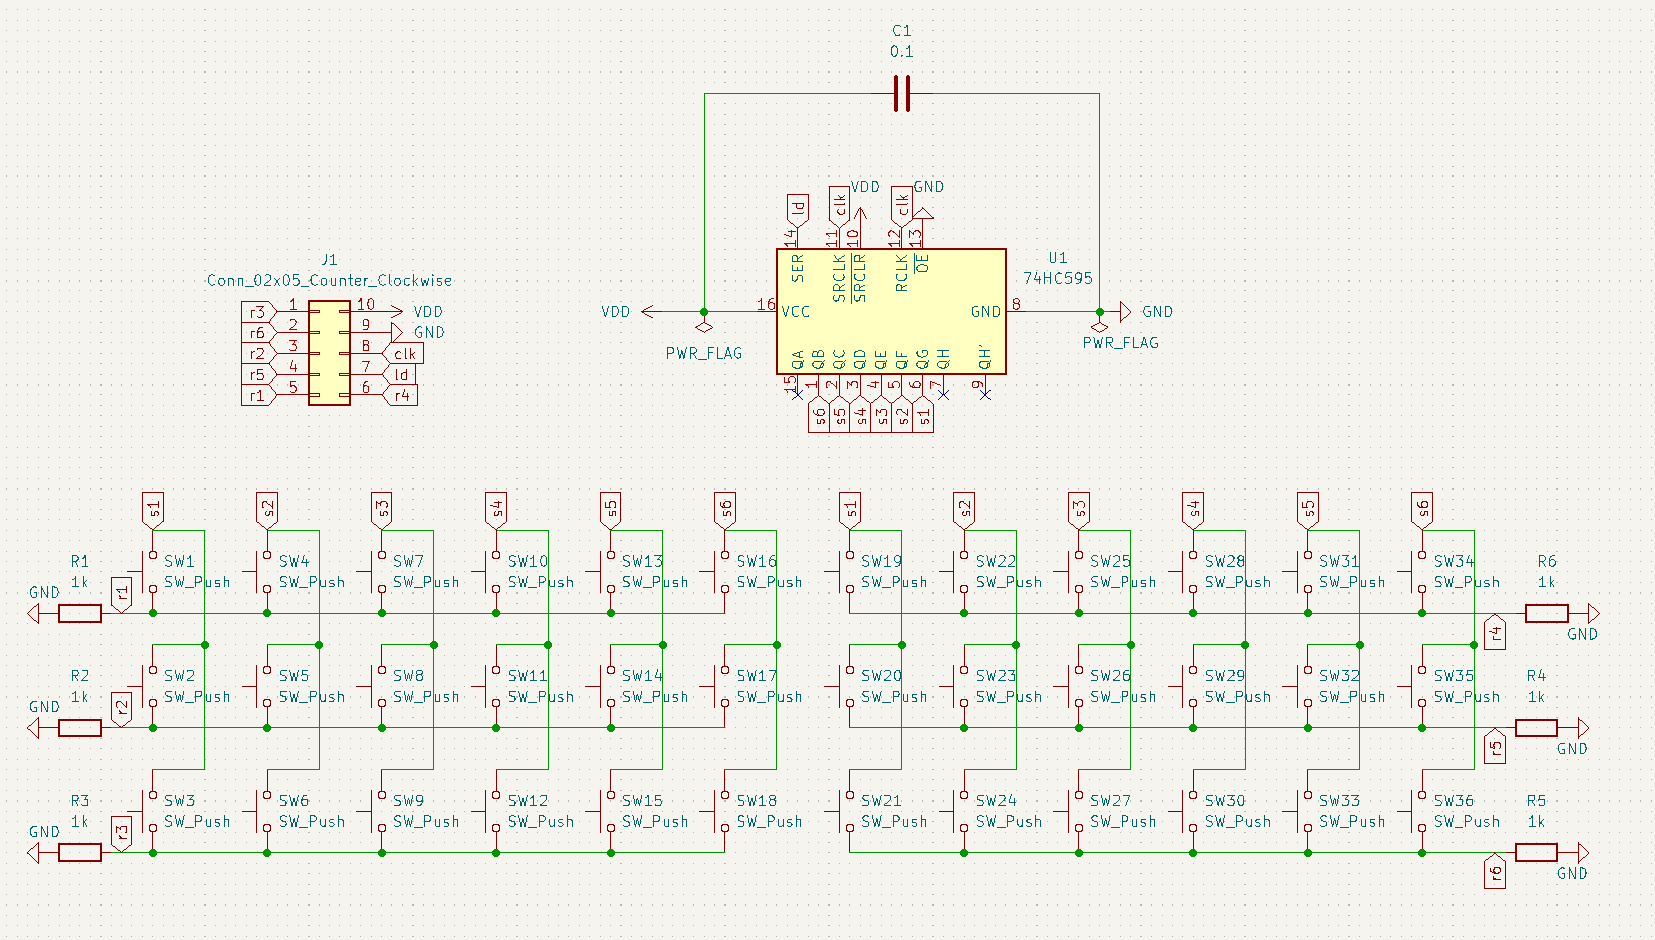 C1
0.1
ld
clk
VDD
clk
GND
14
11
10
12
13
SER
SRCLK
SRCLR
RCLK
OE
U1
74HC595
VDD
16
VCC
GND
8
GND
PWR_FLAG
PWR_FLAG
QA
QB
QC
QD
QE
QF
QG
QH
QH'
15
1
2
3
4
5
6
7
9
s6
s5
s4
s3
s2
s1
J1
Conn_02x05_Counter_Clockwise
r3 1 10 VDD
r6 2 9 GND
r2 3 8 clk
r5 4 7 ld
r1 5 6 r4
s1 s2 s3 s4 s5 s6 s1 s2 s3 s4 s5 s6
R1 SW1 SW4 SW7 SW10 SW13 SW16 SW19 SW22 SW25 SW28 SW31 SW34 R6
1k SW_Push SW_Push SW_Push SW_Push SW_Push SW_Push SW_Push SW_Push SW_Push SW_Push SW_Push SW_Push 1k
GND r1 r4 GND
R2 SW2 SW5 SW8 SW11 SW14 SW17 SW20 SW23 SW26 SW29 SW32 SW35 R4
1k SW_Push SW_Push SW_Push SW_Push SW_Push SW_Push SW_Push SW_Push SW_Push SW_Push SW_Push SW_Push 1k
GND r2 r5 GND
R3 SW3 SW6 SW9 SW12 SW15 SW18 SW21 SW24 SW27 SW30 SW33 SW36 R5
1k SW_Push SW_Push SW_Push SW_Push SW_Push SW_Push SW_Push SW_Push SW_Push SW_Push SW_Push SW_Push 1k
GND r3 r6 GND